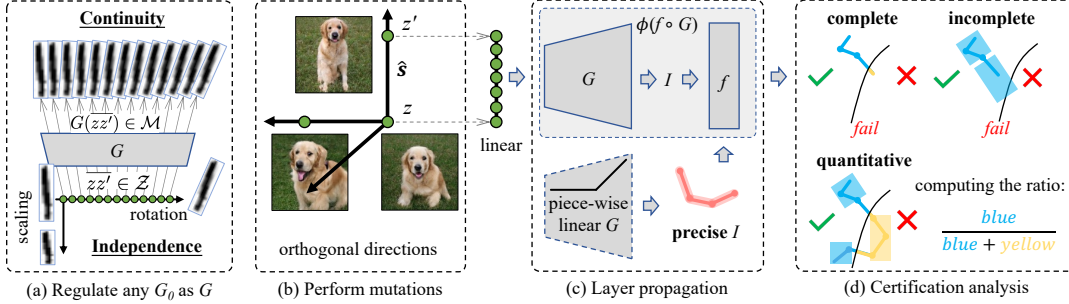 Continuity
G(zz′) ∈ ℳ
G
zz′ ∈ 𝒵
scaling
rotation
Independence
(a) Regulate any G₀ as G
z′
ŝ
z
linear
orthogonal directions
(b) Perform mutations
ϕ(f∘G)
G
I
f
piece-wise
linear G
precise I
(c) Layer propagation
complete
incomplete
fail
fail
quantitative
computing the ratio:
blue
blue + yellow
(d) Certification analysis